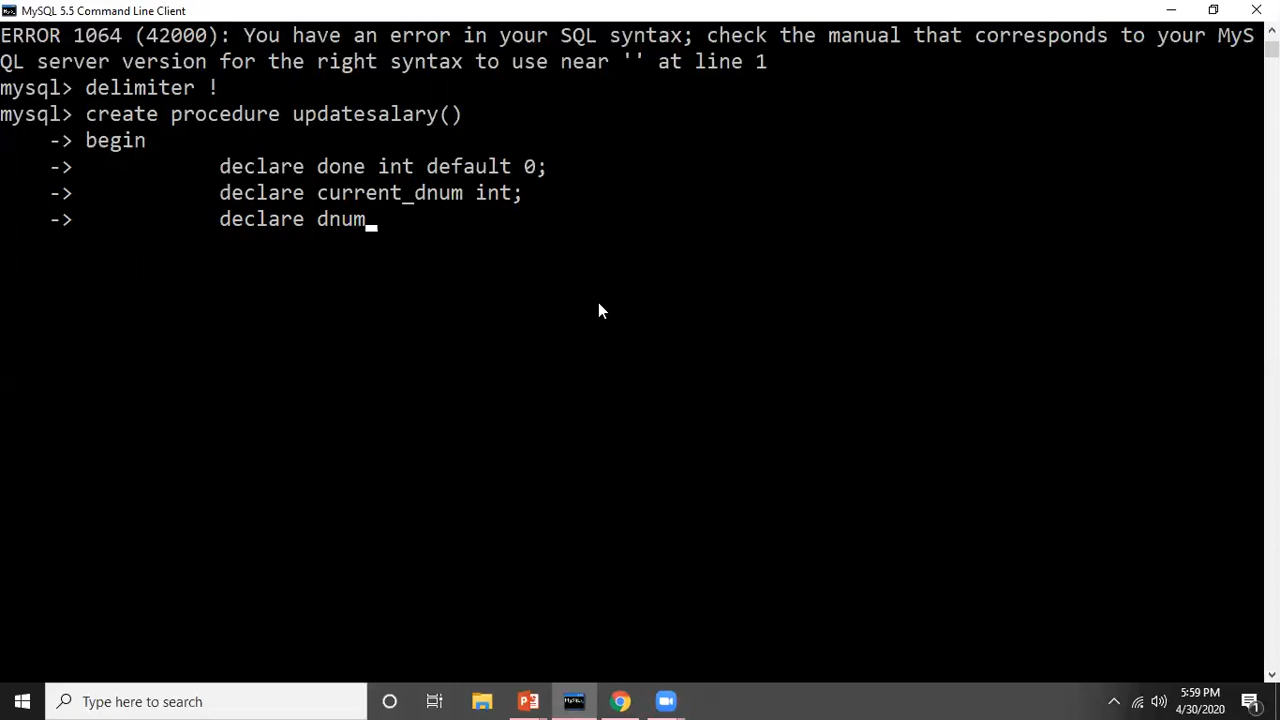 MySQL 5.5 Command Line Client
ERROR 1064 (42000): You have an error in your SQL syntax; check the manual that corresponds to your MyS
QL server version for the right syntax to use near '' at line 1
mysql> delimiter !
mysql> create procedure updatesalary()
-> begin
-> declare done int default 0;
-> declare current_dnum int;
-> declare dnum_
Type here to search
5:59 PM
4/30/2020
1